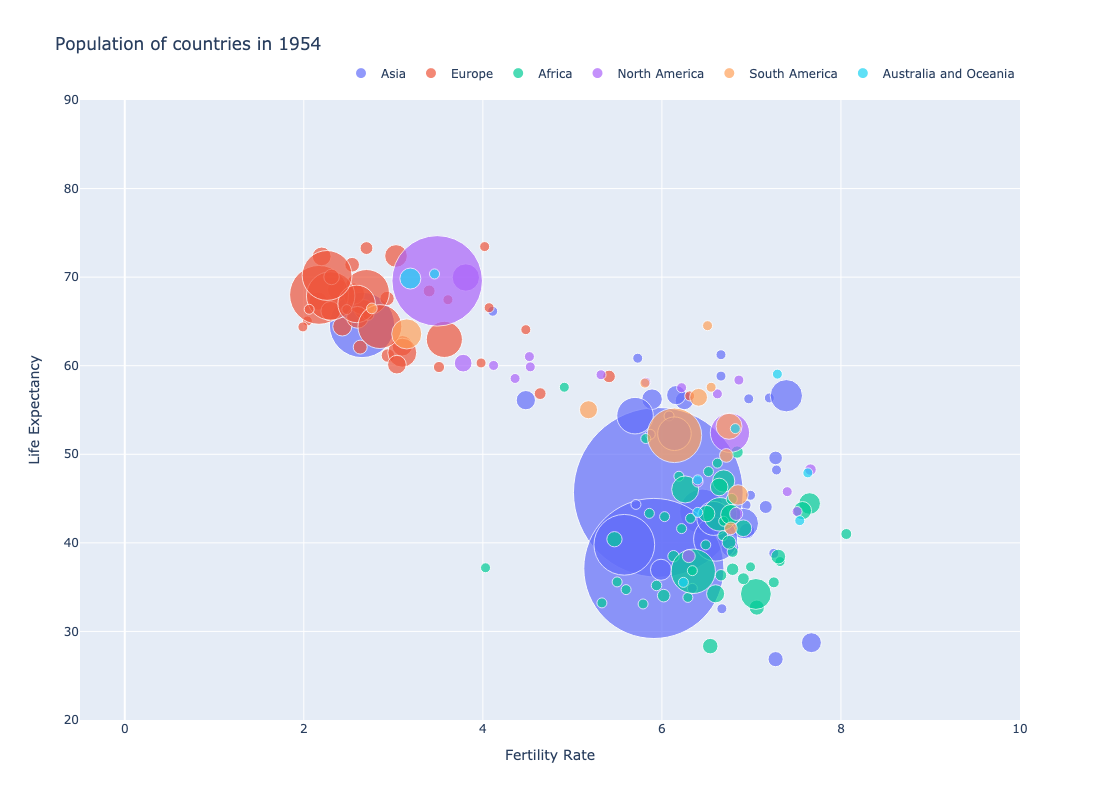 Population of countries in 1954
Asia Europe Africa North America South America Australia and Oceania
90
80
70
60
50
40
30
20
Life Expectancy
0 2 4 6 8 10
Fertility Rate